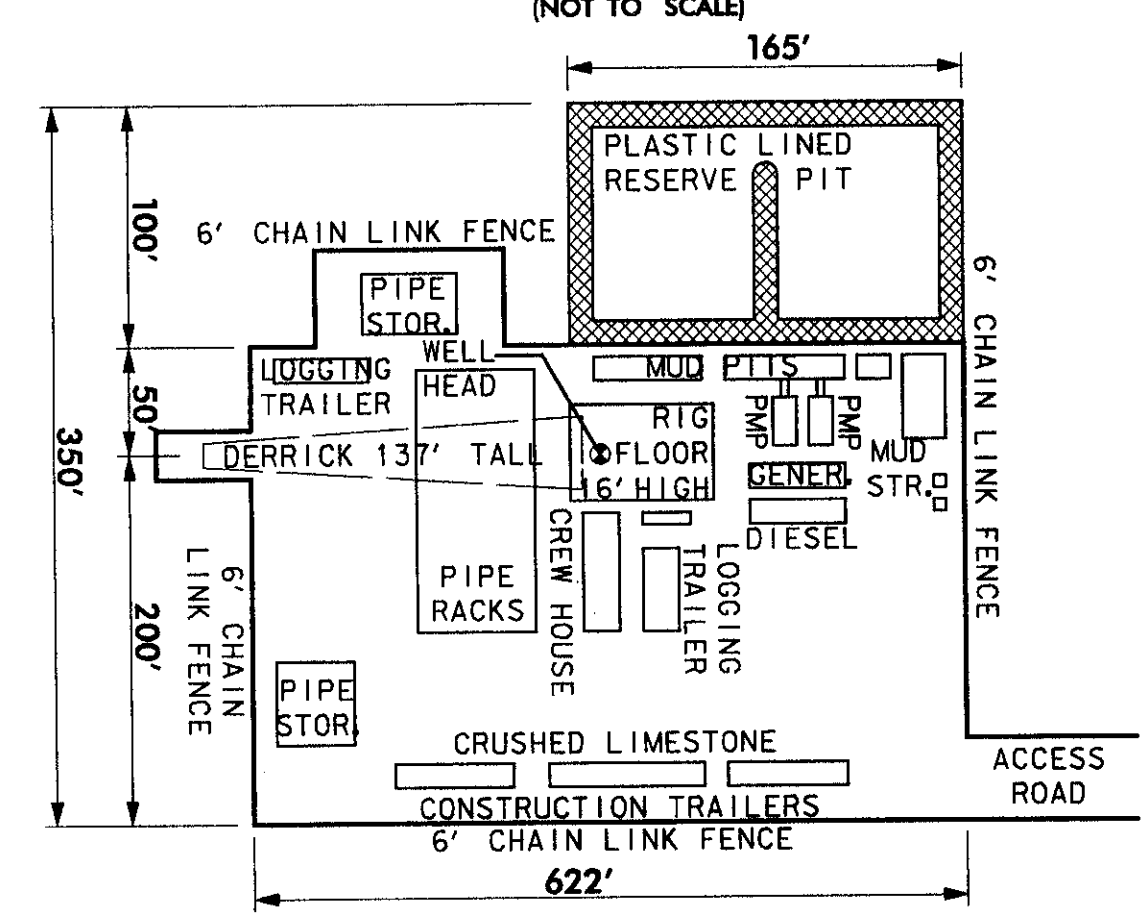 (NOT TO SCALE)
165'
PLASTIC LINED
RESERVE PIT
100'
6' CHAIN LINK FENCE
PIPE
STOR.
6' CHAIN LINK FENCE
WELL
HEAD
LOGGING
TRAILER
MUD PITS
50'
350'
RIG
FLOOR
16' HIGH
PMP
PMP
MUD
STR.
DERRICK 137' TALL
GENER.
DIESEL
CREW HOUSE
LOGGING
TRAILER
PIPE
RACKS
6' CHAIN
LINK FENCE
200'
PIPE
STOR.
CRUSHED LIMESTONE
ACCESS
ROAD
CONSTRUCTION TRAILERS
6' CHAIN LINK FENCE
622'